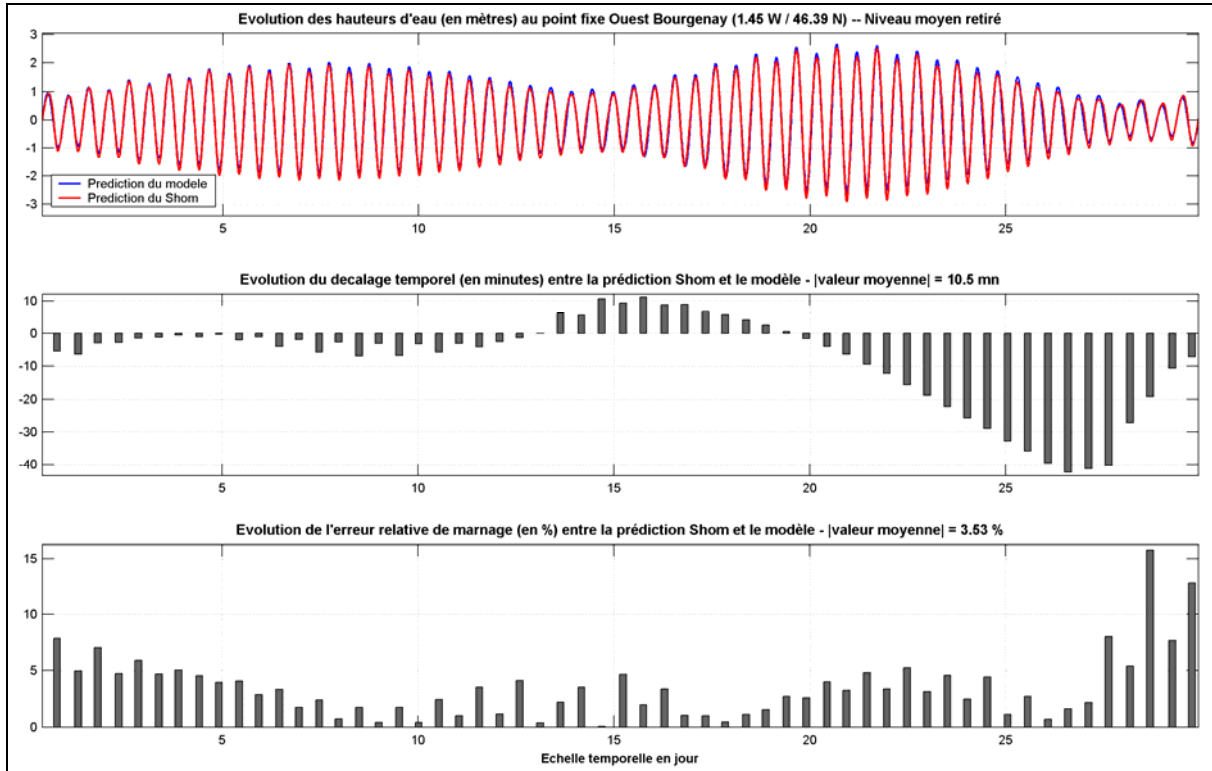 Evolution des hauteurs d'eau (en mètres) au point fixe Ouest Bourgenay (1.45 W / 46.39 N) -- Niveau moyen retiré
3
2
1
0
-1
-2
-3
Prediction du modele
Prediction du Shom
5 10 15 20 25
Evolution du decalage temporel (en minutes) entre la prédiction Shom et le modèle - |valeur moyenne| = 10.5 mn
10
0
-10
-20
-30
-40
5 10 15 20 25
Evolution de l'erreur relative de marnage (en %) entre la prédiction Shom et le modèle - |valeur moyenne| = 3.53 %
15
10
5
0
5 10 15 20 25
Echelle temporelle en jour